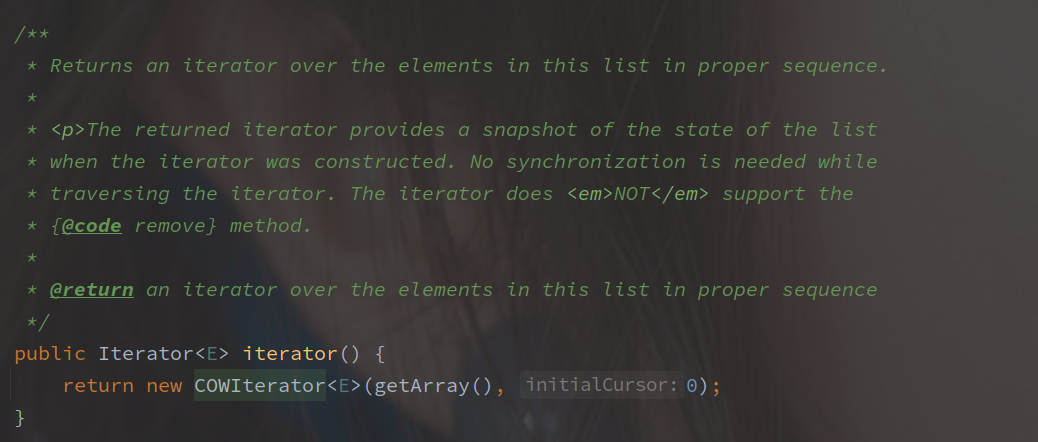 /**
* Returns an iterator over the elements in this list in proper sequence.
*
* <p>The returned iterator provides a snapshot of the state of the list
* when the iterator was constructed. No synchronization is needed while
* traversing the iterator. The iterator does <em>NOT</em> support the
* {@code remove} method.
*
* @return an iterator over the elements in this list in proper sequence
*/
public Iterator<E> iterator() {
return new COWIterator<E>(getArray(), initialCursor: 0);
}